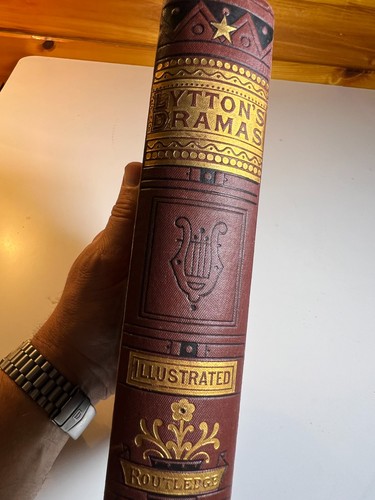 LYTTON'S
DRAMAS
ILLUSTRATED
ROUTLEDGE